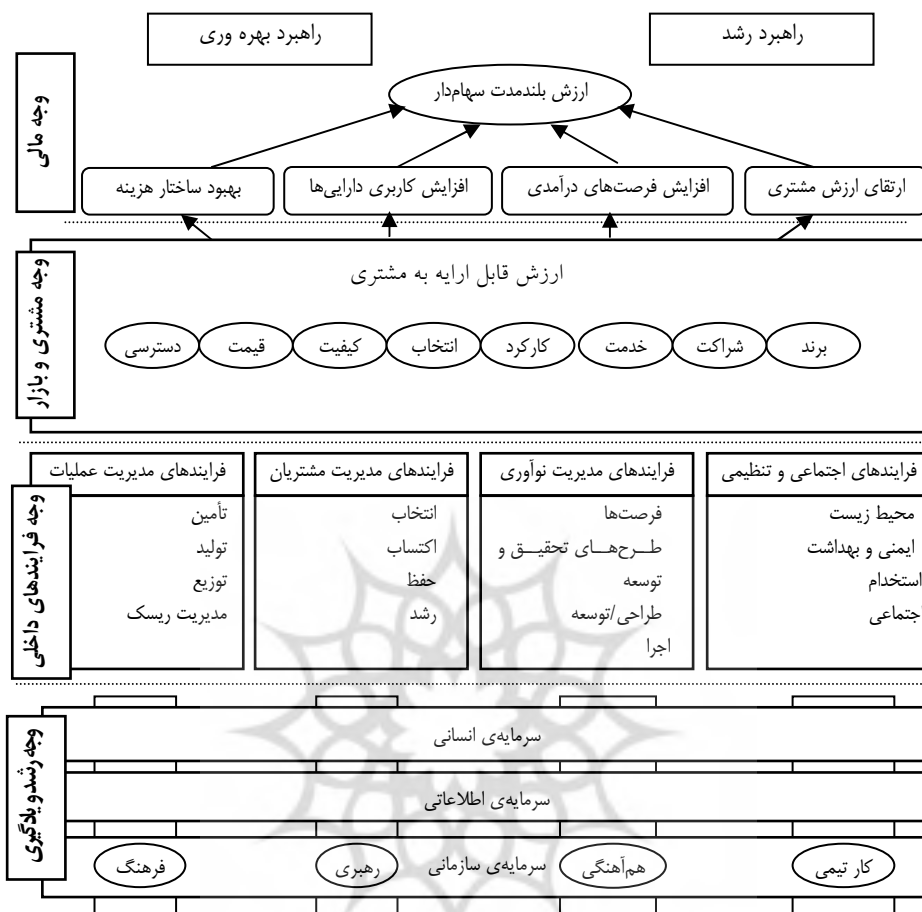 راهبرد رشد
راهبرد بهره وری
وجه مالی
ارزش بلندمدت سهام‌دار
ارتقای ارزش مشتری
افزایش فرصت‌های درآمدی
افزایش کاربری دارایی‌ها
بهبود ساختار هزینه
وجه مشتری و بازار
ارزش قابل ارایه به مشتری
برند
شراکت
خدمت
کارکرد
انتخاب
کیفیت
قیمت
دسترسی
وجه فرایندهای داخلی
فرایندهای اجتماعی و تنظیمی
محیط زیست
ایمنی و بهداشت
استخدام
جتماعی
فرایندهای مدیریت نوآوری
فرصت‌ها
طـــرح‌هـــای تحقیـــق و
توسعه
طراحی/توسعه
اجرا
فرایندهای مدیریت مشتریان
انتخاب
اکتساب
حفظ
رشد
فرایندهای مدیریت عملیات
تأمین
تولید
توزیع
مدیریت ریسک
وجه رشد و یادگیری
سرمایه‌ی انسانی
سرمایه‌ی اطلاعاتی
کار تیمی
هم‌آهنگی
سرمایه‌ی سازمانی
رهبری
فرهنگ